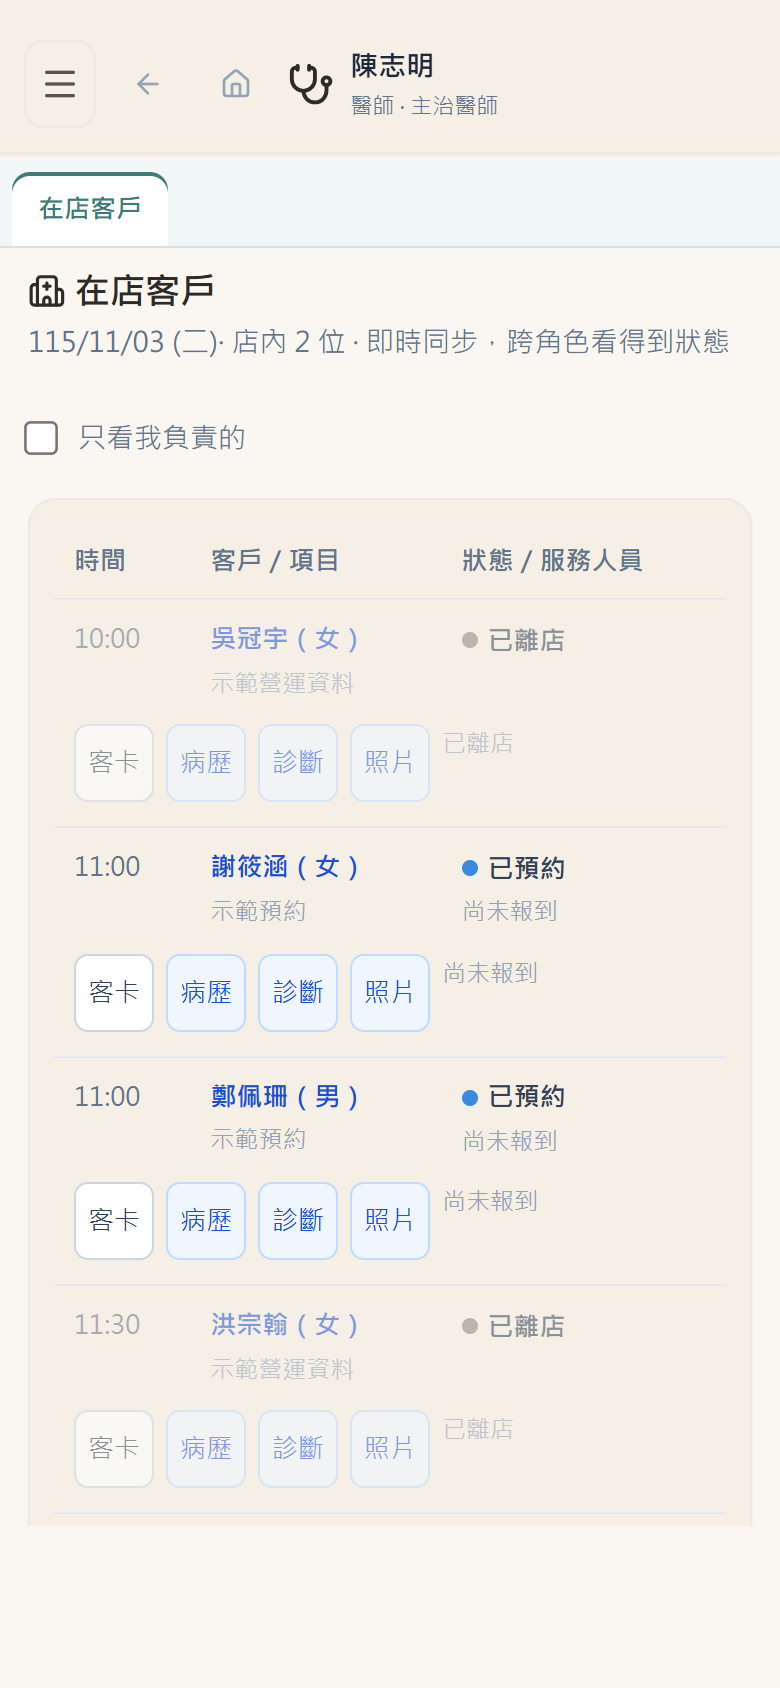 陳志明
醫師 · 主治醫師
在店客戶
在店客戶
115/11/03 (二)· 店內 2 位 · 即時同步，跨角色看得到狀態
只看我負責的
時間 客戶 / 項目 狀態 / 服務人員
10:00 吳冠宇 ( 女 ) 已離店
示範營運資料
客卡 病歷 診斷 照片 已離店
11:00 謝筱涵 ( 女 ) 已預約
示範預約 尚未報到
客卡 病歷 診斷 照片 尚未報到
11:00 鄭佩珊 ( 男 ) 已預約
示範預約 尚未報到
客卡 病歷 診斷 照片 尚未報到
11:30 洪宗翰 ( 女 ) 已離店
示範營運資料
客卡 病歷 診斷 照片 已離店